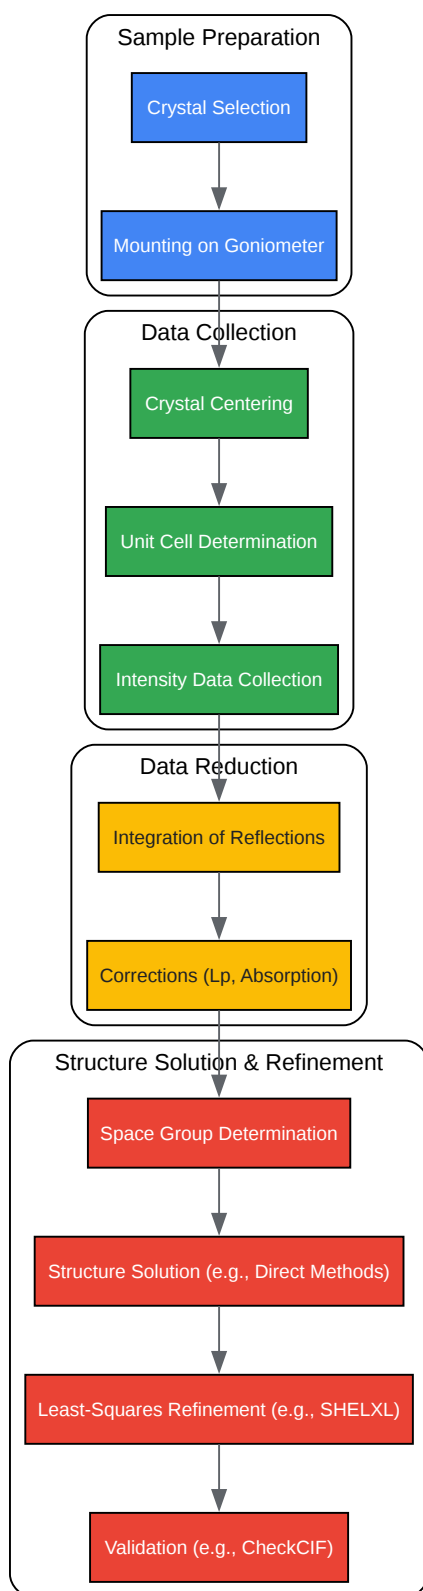 Sample Preparation
Crystal Selection
Mounting on Goniometer
Data Collection
Crystal Centering
Unit Cell Determination
Intensity Data Collection
Data Reduction
Integration of Reflections
Corrections (Lp, Absorption)
Structure Solution & Refinement
Space Group Determination
Structure Solution (e.g., Direct Methods)
Least-Squares Refinement (e.g., SHELXL)
Validation (e.g., CheckCIF)